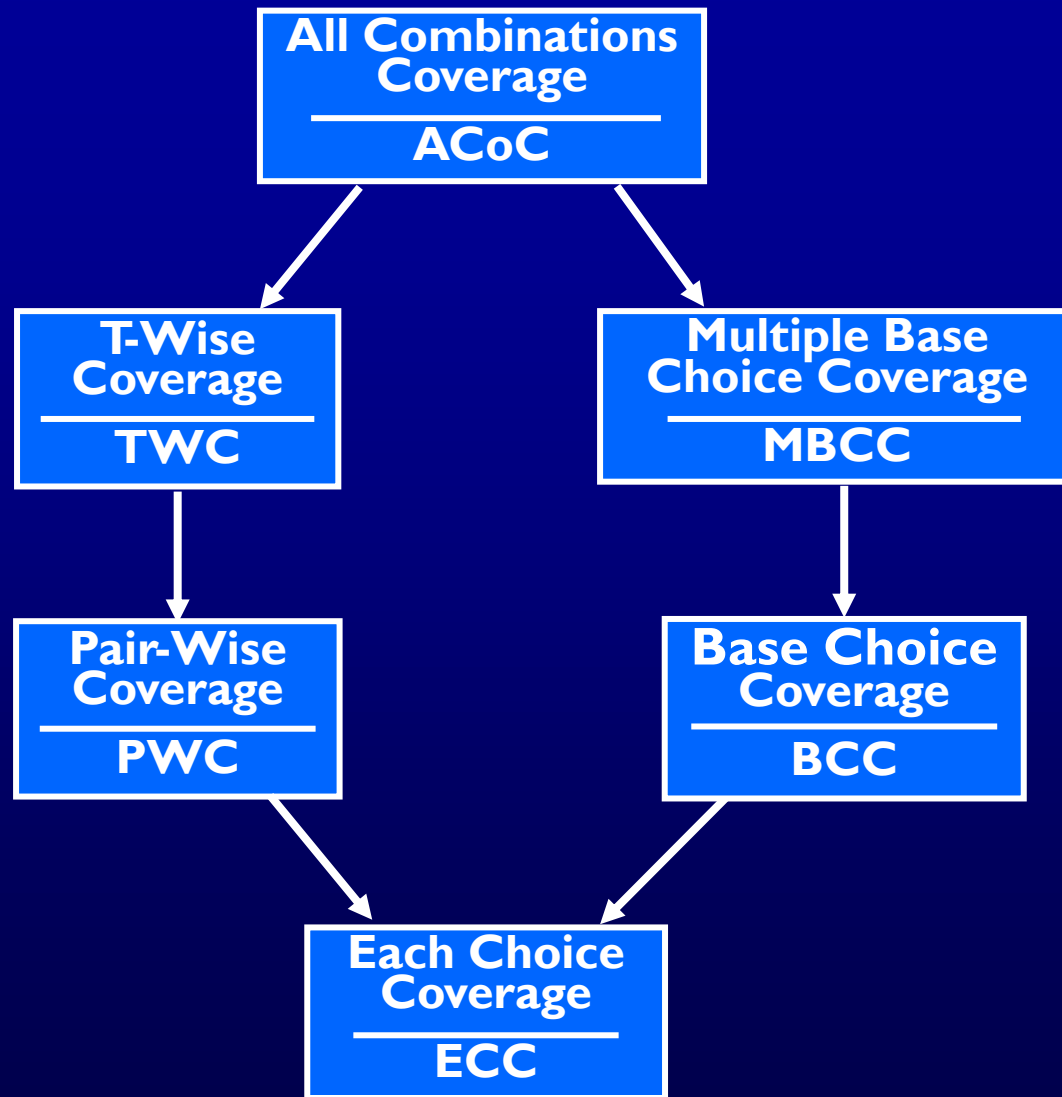 All Combinations
Coverage
ACoC
T-Wise
Coverage
TWC
Multiple Base
Choice Coverage
MBCC
Pair-Wise
Coverage
PWC
Base Choice
Coverage
BCC
Each Choice
Coverage
ECC